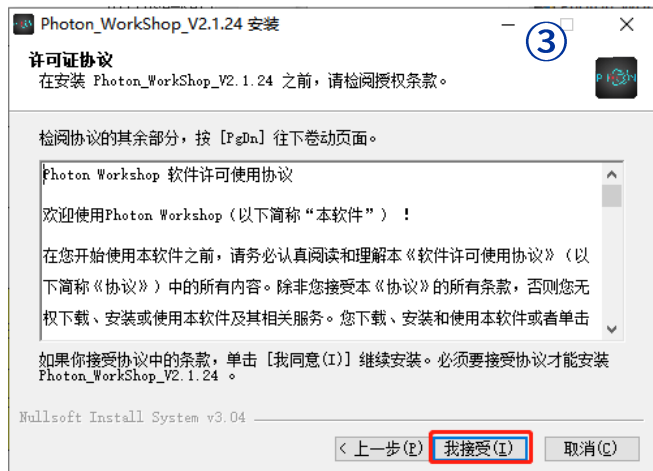 Photon_WorkShop_V2.1.24 安装
③
许可证协议
在安装 Photon_WorkShop_V2.1.24 之前，请检阅授权条款。
检阅协议的其余部分，按 [PgDn] 往下卷动页面。
Photon Workshop 软件许可使用协议
欢迎使用Photon Workshop（以下简称“本软件”）！
在您开始使用本软件之前，请务必认真阅读和理解本《软件许可使用协议》（以
下简称《协议》）中的所有内容。除非您接受本《协议》的所有条款，否则您无
权下载、安装或使用本软件及其相关服务。您下载、安装和使用本软件或者单击
如果你接受协议中的条款，单击 [我同意(I)] 继续安装。必须要接受协议才能安装
Photon_WorkShop_V2.1.24 。
Nullsoft Install System v3.04
< 上一步(P)
我接受(I)
取消(C)